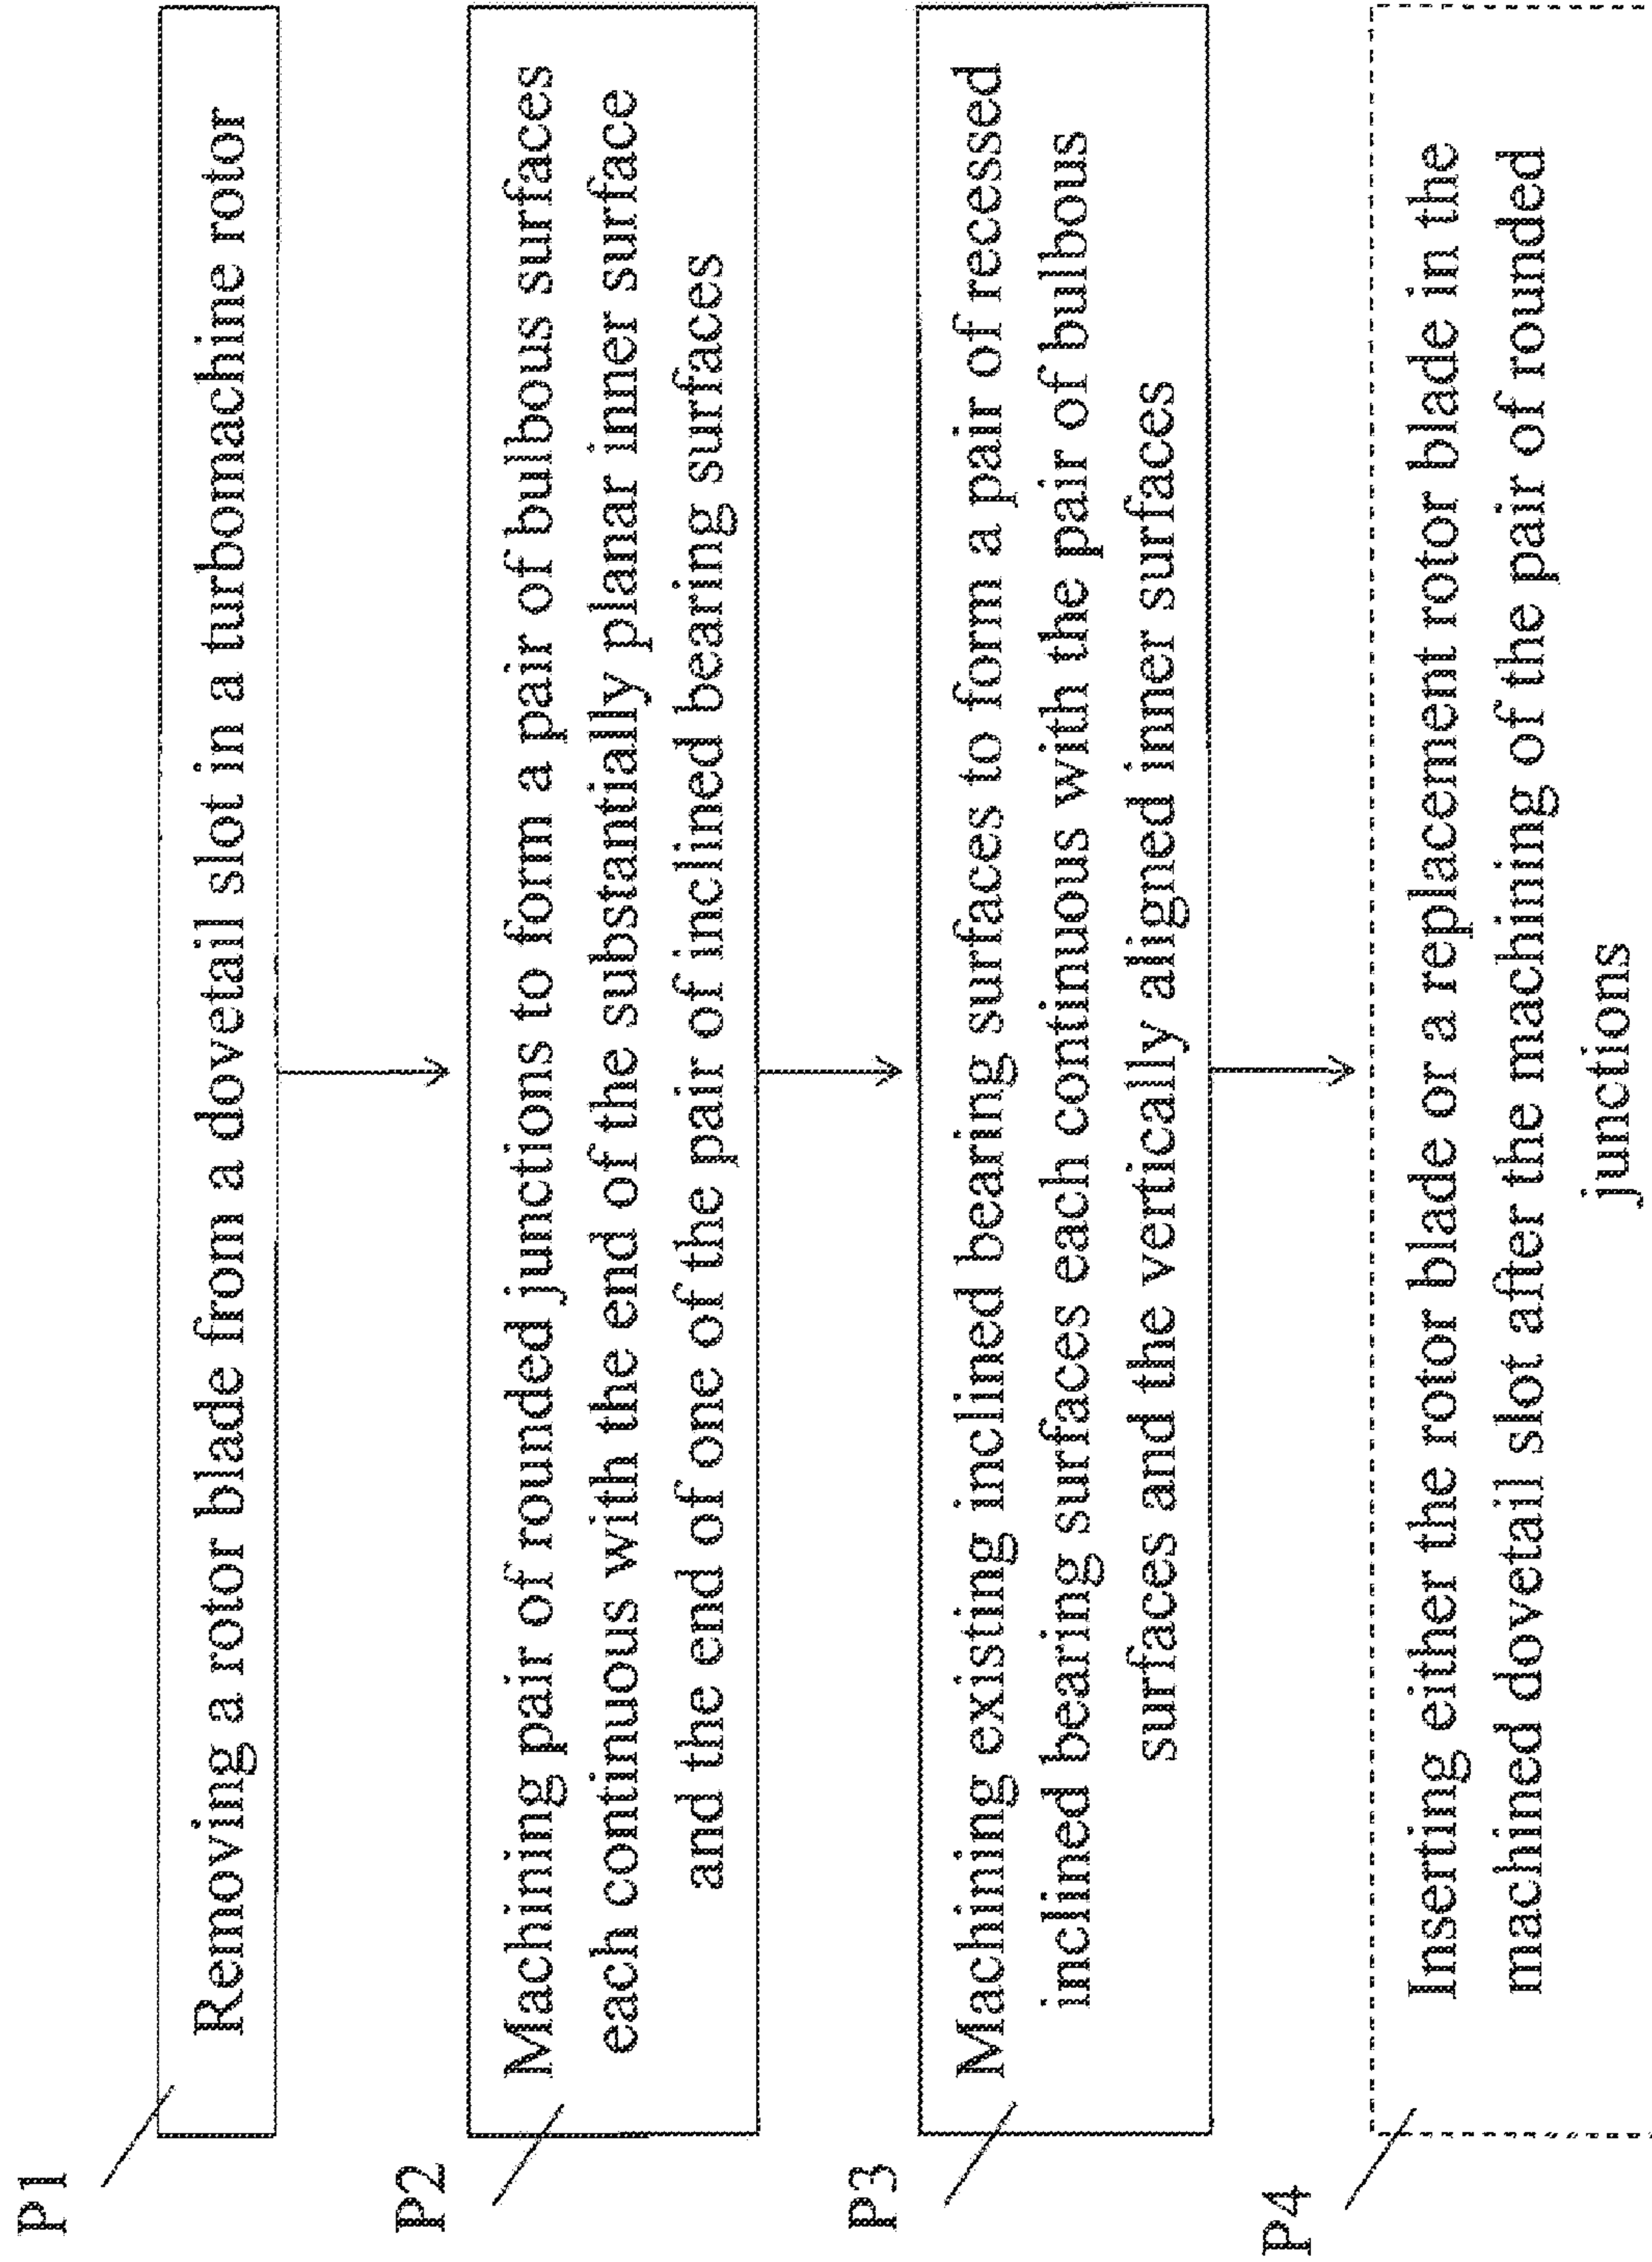 P1
Removing a rotor blade from a dovetail slot in a turbomachine rotor
P2
Machining pair of rounded junctions to form a pair of bulbous surfaces
each continuous with the end of the substantially planar inner surface
and the end of one of the pair of inclined bearing surfaces
P3
Machining existing inclined bearing surfaces to form a pair of recessed
inclined bearing surfaces each continuous with the pair of bulbous
surfaces and the vertically aligned inner surfaces
P4
Inserting either the rotor blade or a replacement rotor blade in the
machined dovetail slot after the machining of the pair of rounded
junctions